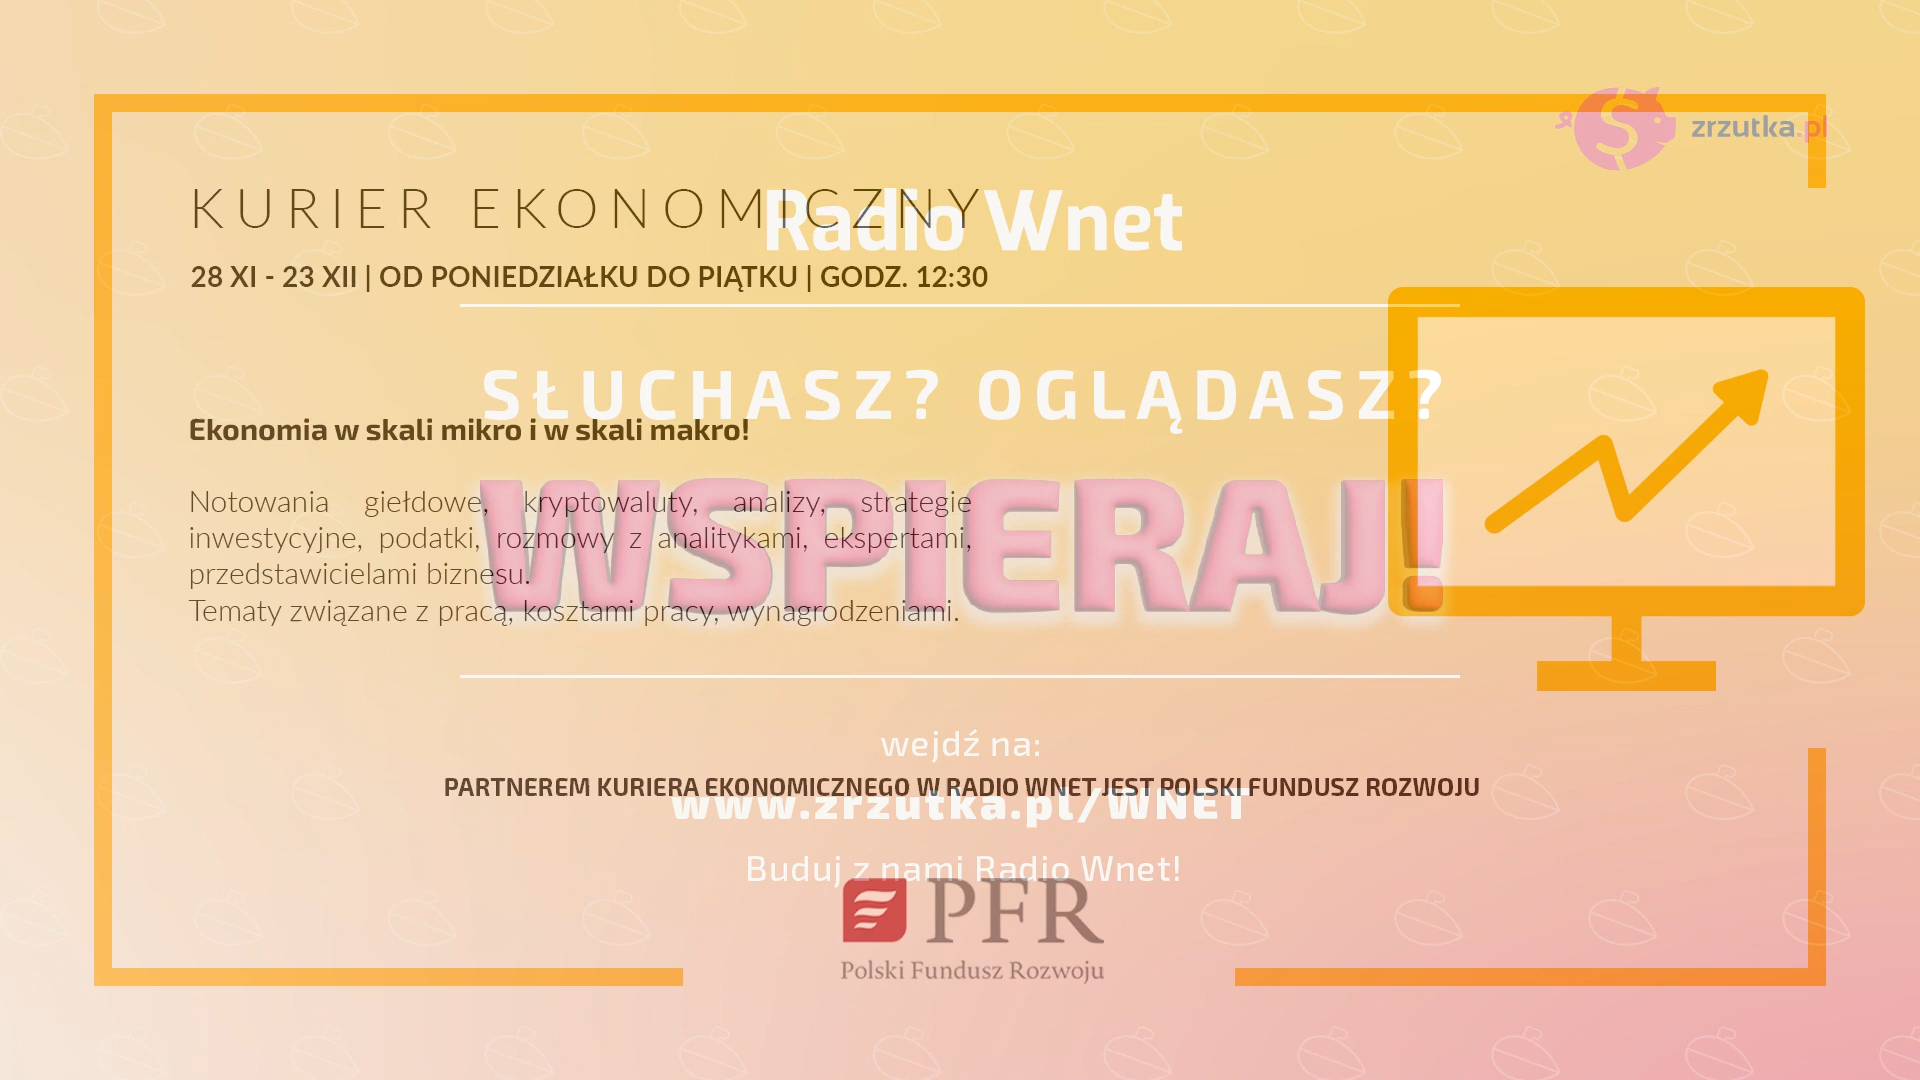 zrzutka.pl
KURIER EKONOMICZNY
Radio Wnet
28 XI - 23 XII | OD PONIEDZIAŁKU DO PIĄTKU | GODZ. 12:30
SŁUCHASZ? OGLĄDASZ?
Ekonomia w skali mikro i w skali makro!
WSPIERAJ!
Notowania giełdowe, kryptowaluty, analizy, strategie
inwestycyjne, podatki, rozmowy z analitykami, ekspertami,
przedstawicielami biznesu.
Tematy związane z pracą, kosztami pracy, wynagrodzeniami.
wejdź na:
PARTNEREM KURIERA EKONOMICZNEGO W RADIO WNET JEST POLSKI FUNDUSZ ROZWOJU
www.zrzutka.pl/WNET
Buduj z nami Radio Wnet!
PFR
Polski Fundusz Rozwoju